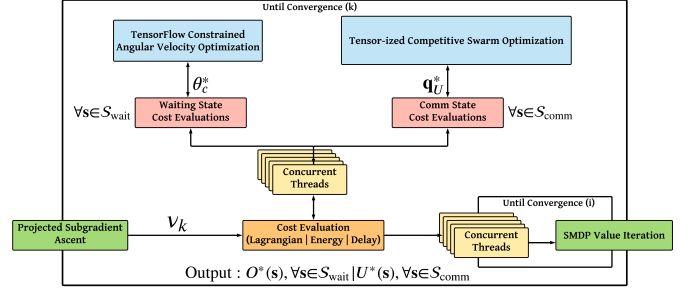 Until Convergence (k)
TensorFlow Constrained
Angular Velocity Optimization
Tensor-ized Competitive Swarm Optimization
θ*c
q*U
∀s∈Swait
Waiting State
Cost Evaluations
Comm State
Cost Evaluations
∀s∈Scomm
Concurrent
Threads
Until Convergence (i)
Projected Subgradient
Ascent
νk
Cost Evaluation
(Lagrangian | Energy | Delay)
Concurrent
Threads
SMDP Value Iteration
Output : O*(s), ∀s∈Swait | U*(s), ∀s∈Scomm